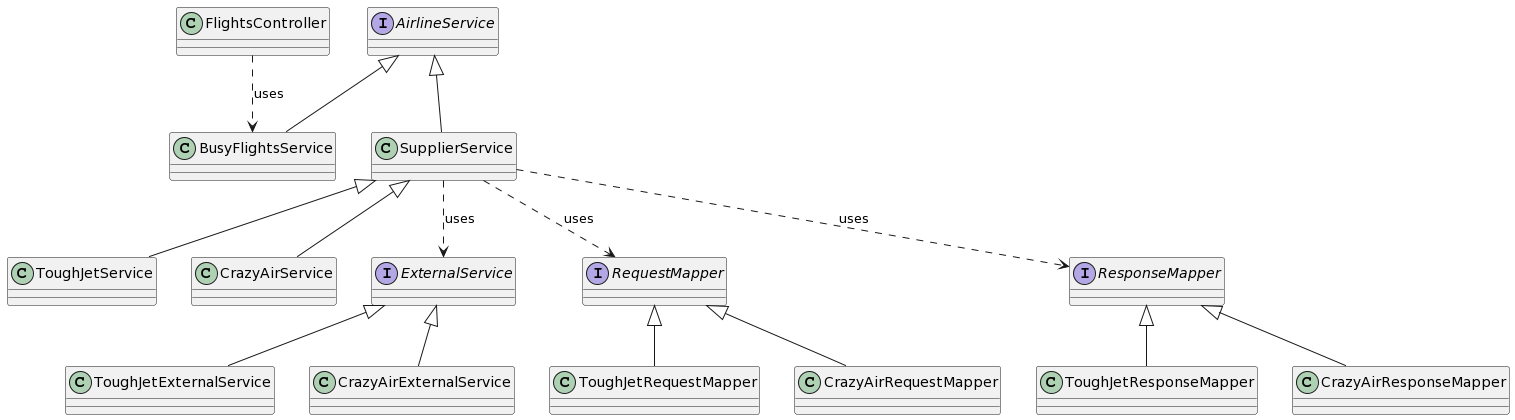 C FlightsController
I AirlineService
uses
C BusyFlightsService
C SupplierService
uses
uses
uses
C ToughJetService
C CrazyAirService
I ExternalService
I RequestMapper
I ResponseMapper
C ToughJetExternalService
C CrazyAirExternalService
C ToughJetRequestMapper
C CrazyAirRequestMapper
C ToughJetResponseMapper
C CrazyAirResponseMapper